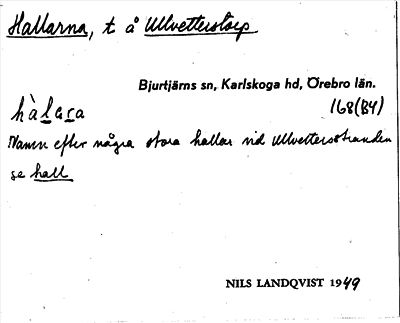 Hallarna, t å Ullvetterstorp
Bjurtjärns sn, Karlskoga hd, Örebro län.
hàlara 168(B4)
Namn efter några stora hallar vid Ullvettersstranden
se hall
NILS LANDQVIST 1949